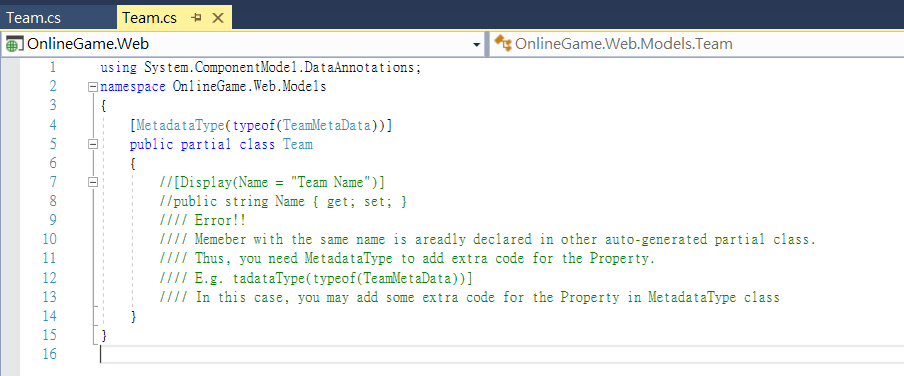 Team.cs
Team.cs
OnlineGame.Web
OnlineGame.Web.Models.Team
1 using System.ComponentModel.DataAnnotations;
2 namespace OnlineGame.Web.Models
3 {
4 [MetadataType(typeof(TeamMetaData))]
5 public partial class Team
6 {
7 //[Display(Name = "Team Name")]
8 //public string Name { get; set; }
9 //// Error!!
10 //// Memeber with the same name is areadly declared in other auto-generated partial class.
11 //// Thus, you need MetadataType to add extra code for the Property.
12 //// E.g. tadataType(typeof(TeamMetaData))]
13 //// In this case, you may add some extra code for the Property in MetadataType class
14 }
15 }
16